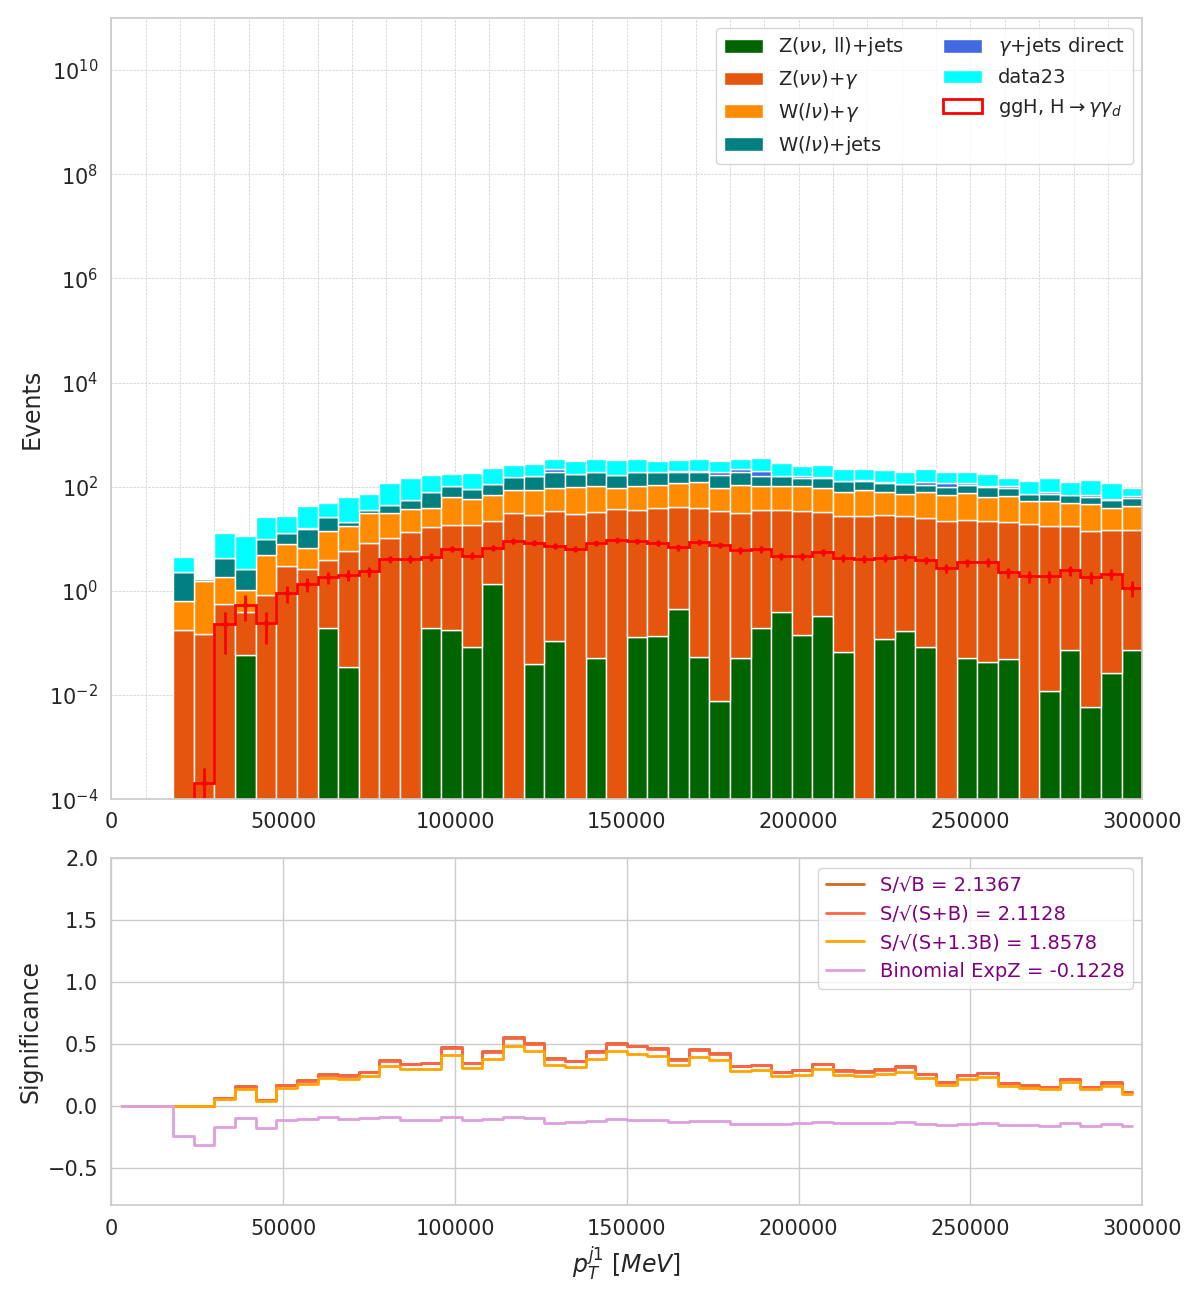 Z(νν, ll)+jets
Z(νν)+γ
W(lν)+γ
W(lν)+jets
γ+jets direct
data23
ggH, H→γγ_d
Events
10^10
10^8
10^6
10^4
10^2
10^0
10^−2
10^−4
0 50000 100000 150000 200000 250000 300000
S/√B = 2.1367
S/√(S+B) = 2.1128
S/√(S+1.3B) = 1.8578
Binomial ExpZ = -0.1228
Significance
2.0
1.5
1.0
0.5
0.0
−0.5
0 50000 100000 150000 200000 250000 300000
p_T^{j1} [MeV]